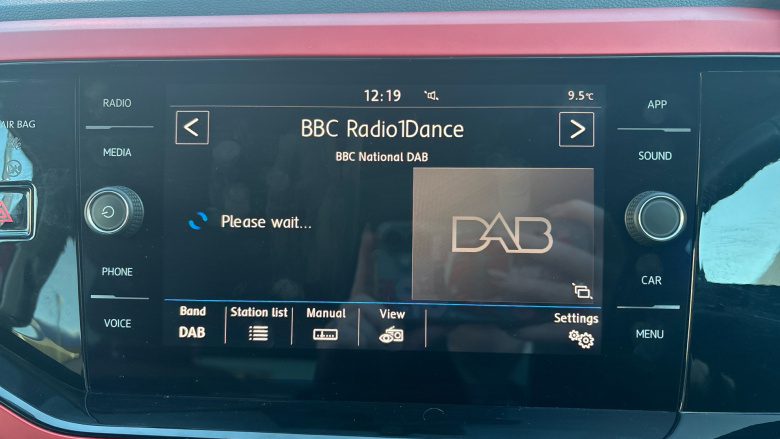 AIR BAG
RADIO
MEDIA
PHONE
VOICE
12:19
9.5°C
BBC Radio1Dance
BBC National DAB
Please wait...
DAB
Band
DAB
Station list
Manual
View
Settings
APP
SOUND
CAR
MENU